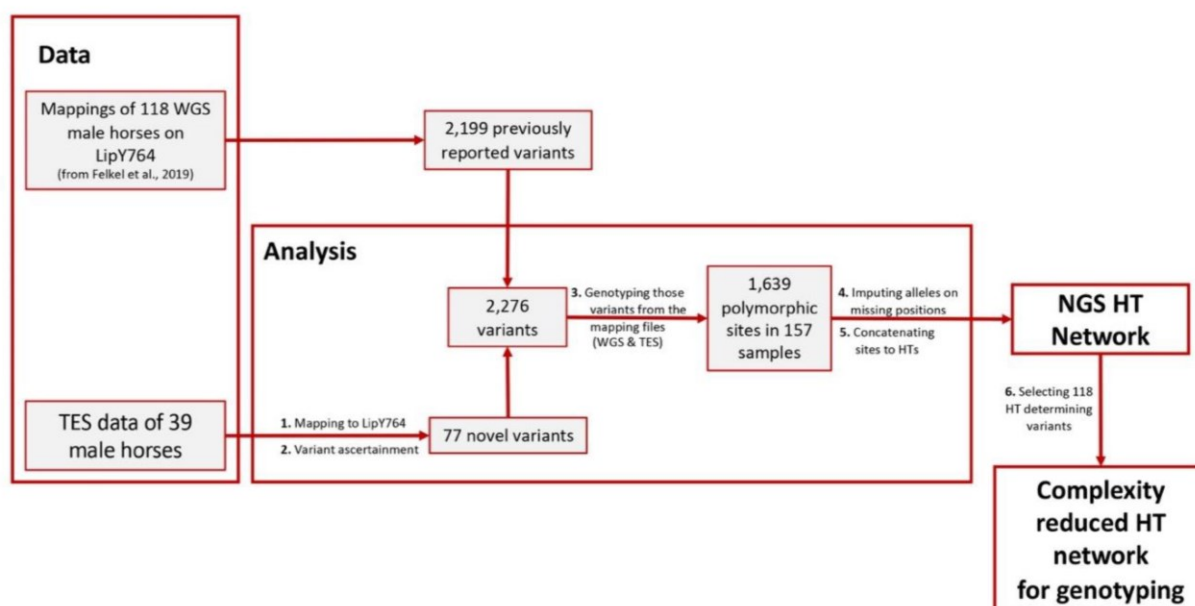 Data
Mappings of 118 WGS
male horses on
LipY764
(from Felkel et al., 2019)
2,199 previously
reported variants
Analysis
2,276
variants
3. Genotyping those
variants from the
mapping files
(WGS & TES)
1,639
polymorphic
sites in 157
samples
4. Imputing alleles on
missing positions
5. Concatenating
sites to HTs
NGS HT
Network
TES data of 39
male horses
1. Mapping to LipY764
2. Variant ascertainment
77 novel variants
6. Selecting 118
HT determining
variants
Complexity
reduced HT
network
for genotyping